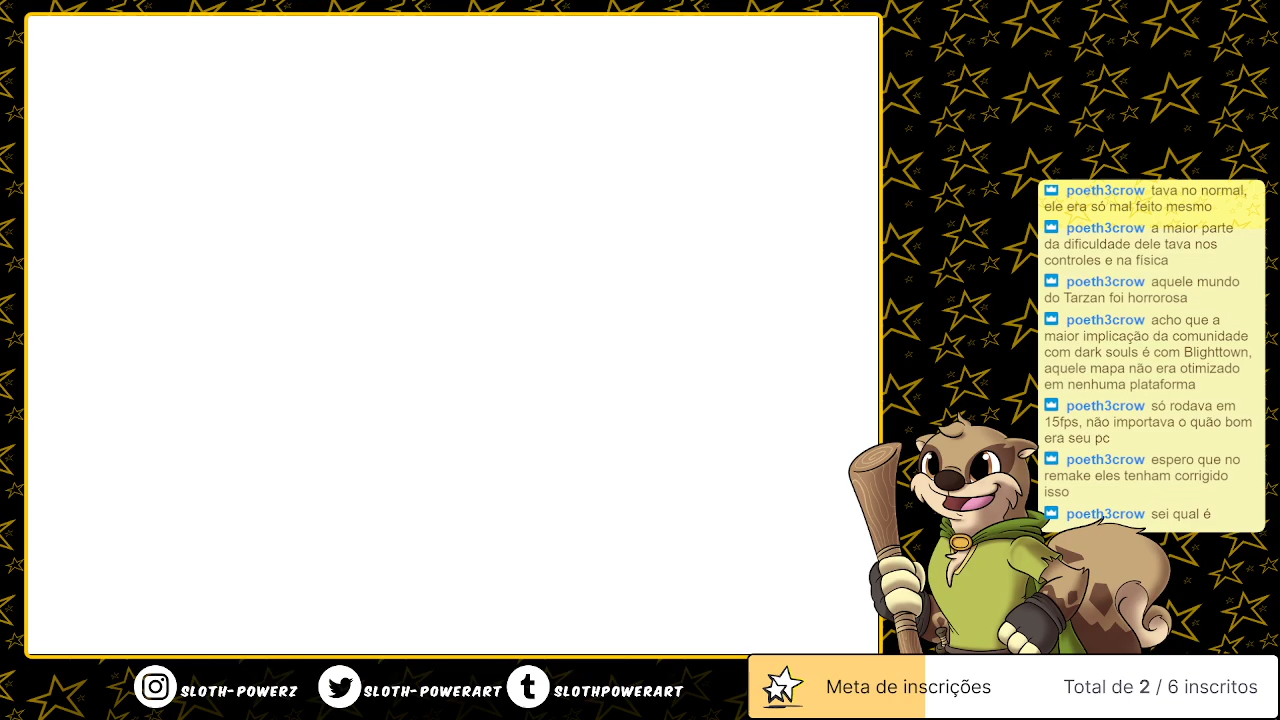 poeth3crow tava no normal,
ele era só mal feito mesmo
poeth3crow a maior parte
da dificuldade dele tava nos
controles e na física
poeth3crow aquele mundo
do Tarzan foi horrorosa
poeth3crow acho que a
maior implicação da comunidade
com dark souls é com Blighttown,
aquele mapa não era otimizado
em nenhuma plataforma
poeth3crow só rodava em
15fps, não importava o quão bom
era seu pc
poeth3crow espero que no
remake eles tenham corrigido
isso
poeth3crow sei qual é
SLOTH-POWERZ SLOTH-POWERART SLOTHPOWERART
Meta de inscrições Total de 2 / 6 inscritos